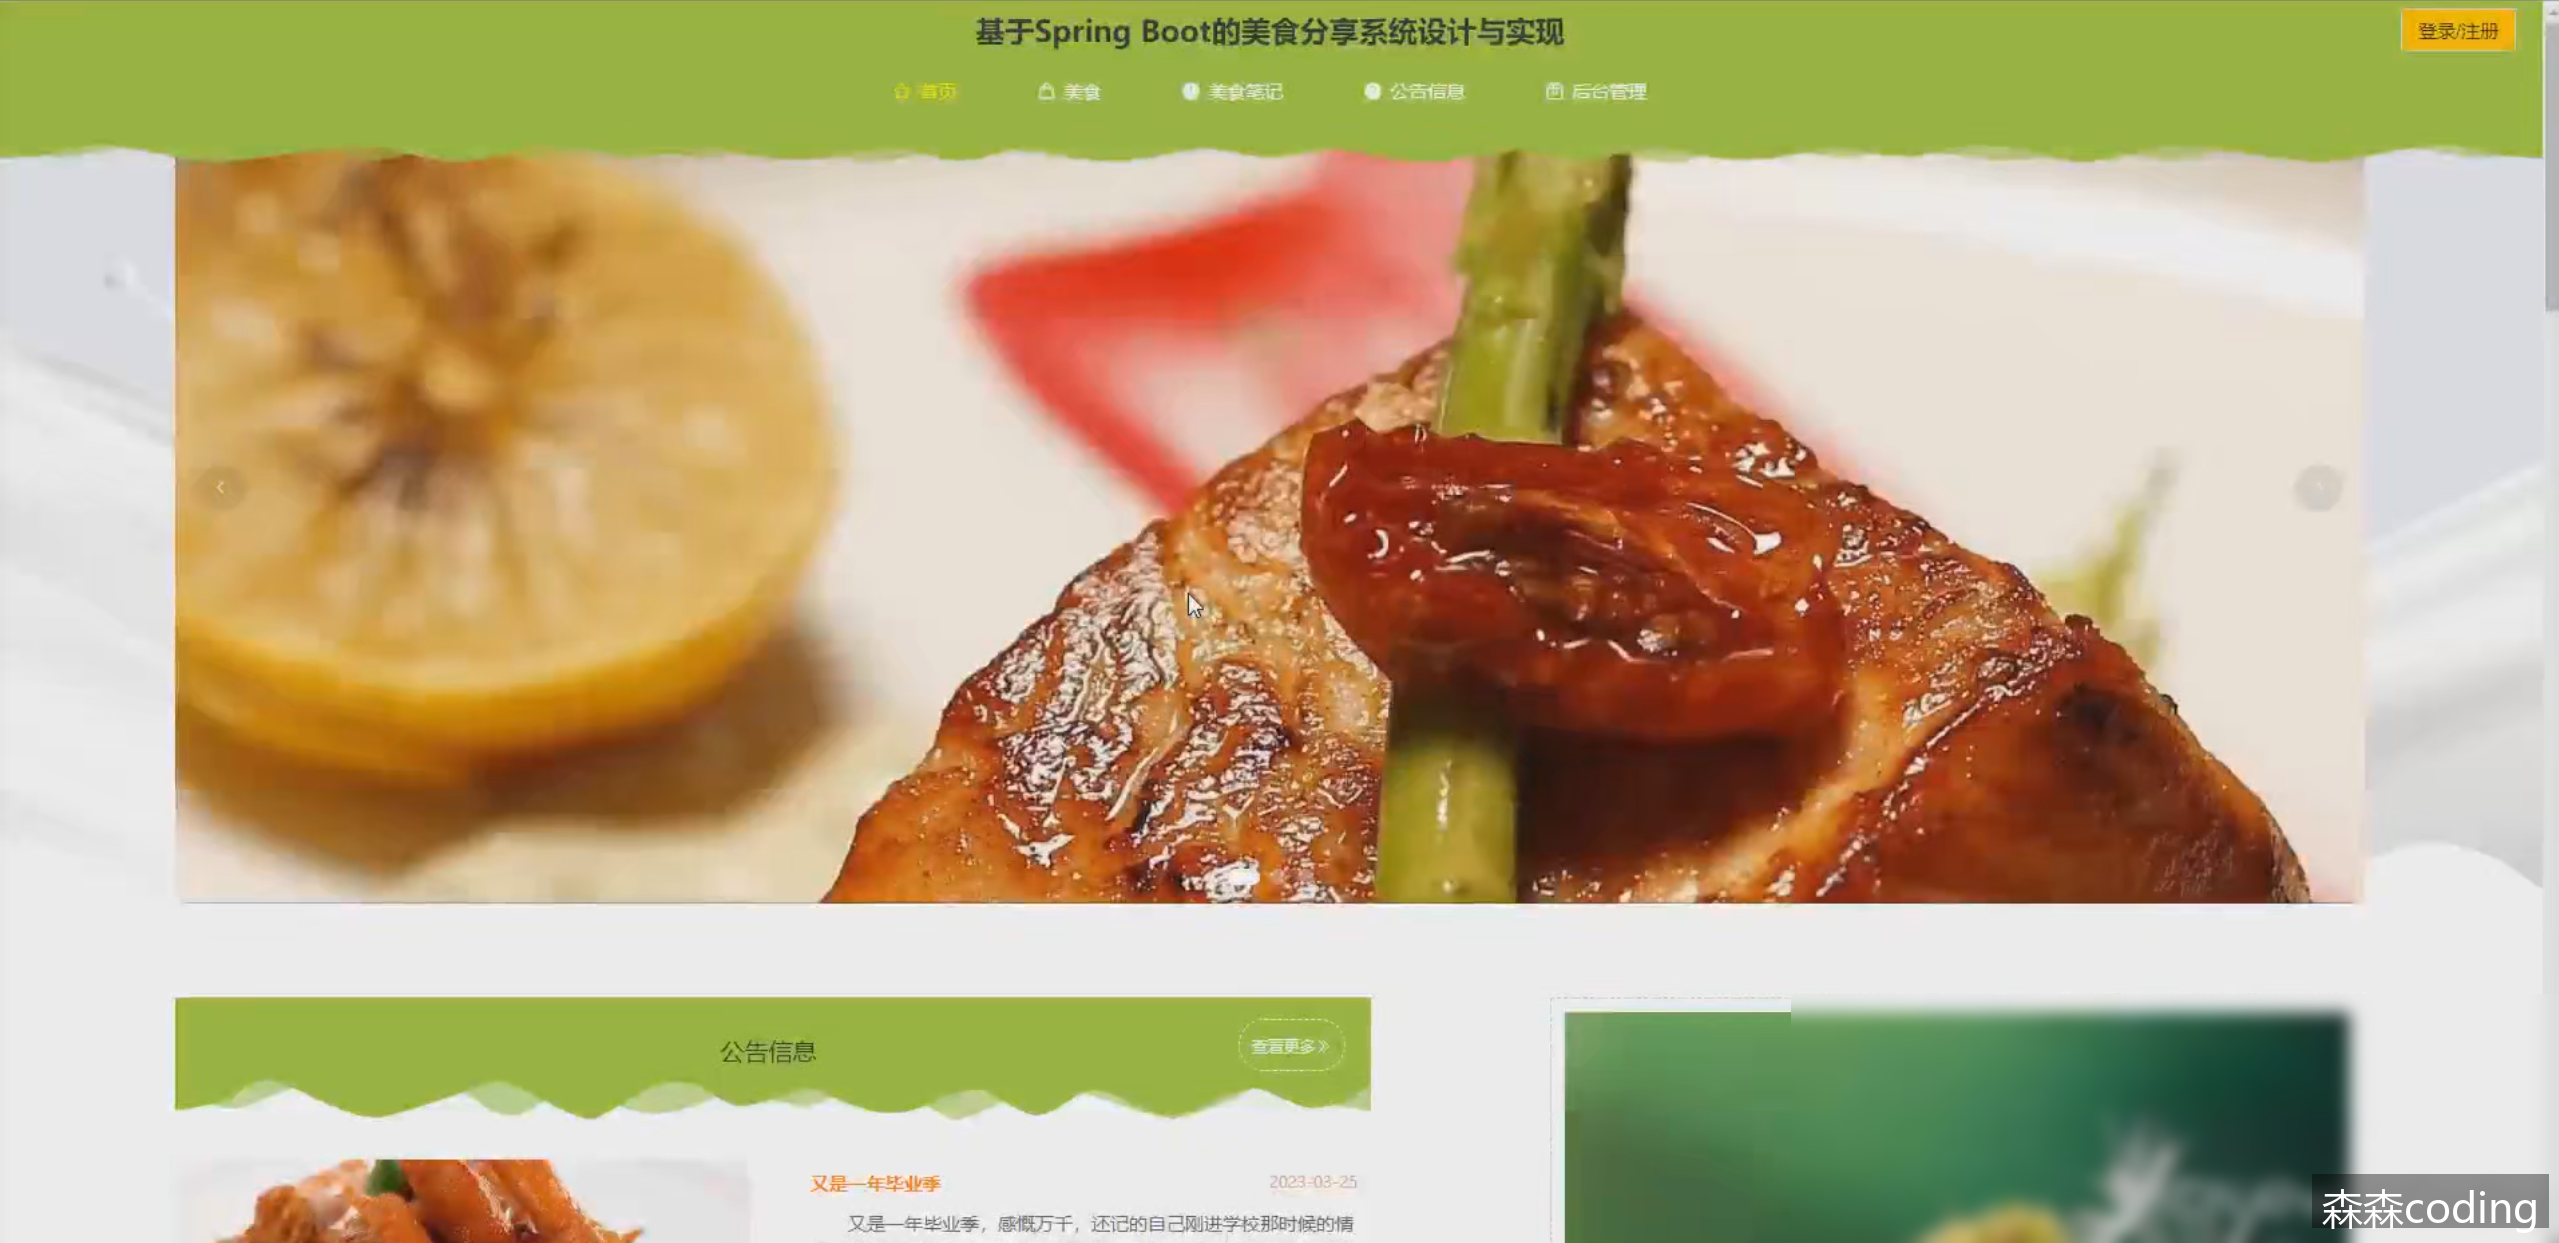 基于Spring Boot的美食分享系统设计与实现
登录/注册
首页
美食
美食笔记
公告信息
后台管理
公告信息
查看更多》
又是一年毕业季
2023-03-25
又是一年毕业季，感慨万千，还记的自己刚进学校那时候的情
森森coding